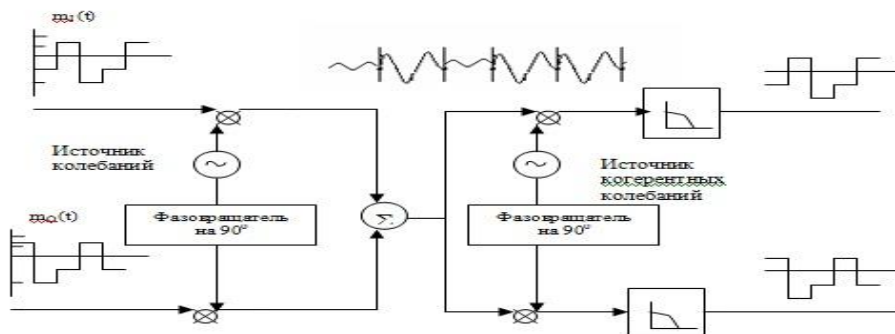 m_I(t)
Источник
колебаний
Фазовращатель
на 90°
m_Q(t)
Σ
Источник
когерентных
колебаний
Фазовращатель
на 90°